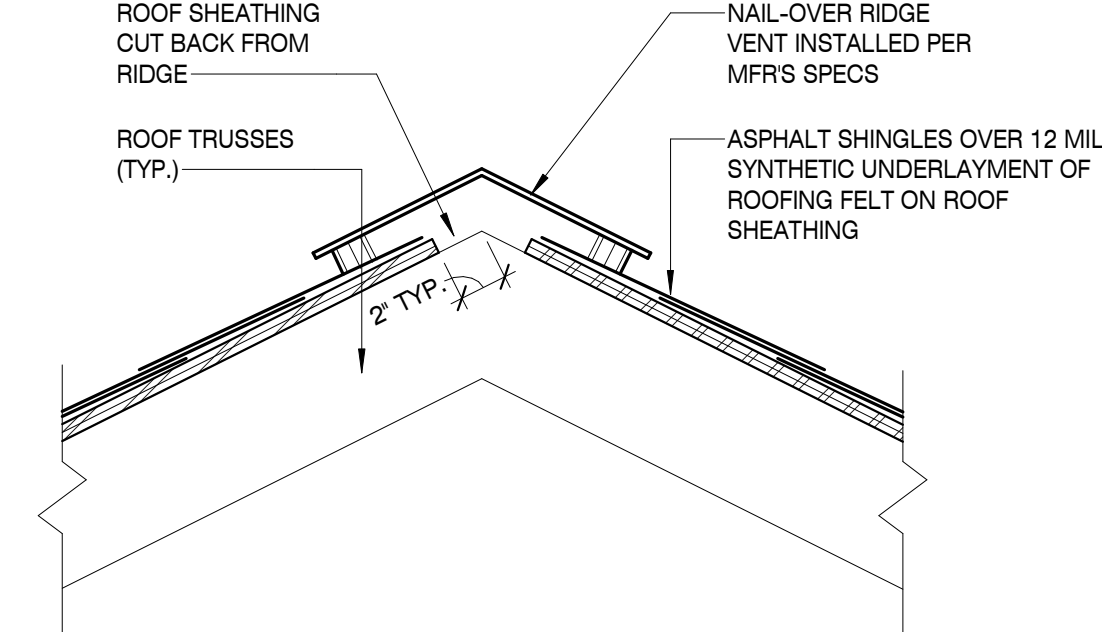 ROOF SHEATHING
CUT BACK FROM
RIDGE
NAIL-OVER RIDGE
VENT INSTALLED PER
MFR'S SPECS
ROOF TRUSSES
(TYP.)
ASPHALT SHINGLES OVER 12 MIL
SYNTHETIC UNDERLAYMENT OF
ROOFING FELT ON ROOF
SHEATHING
2" TYP.